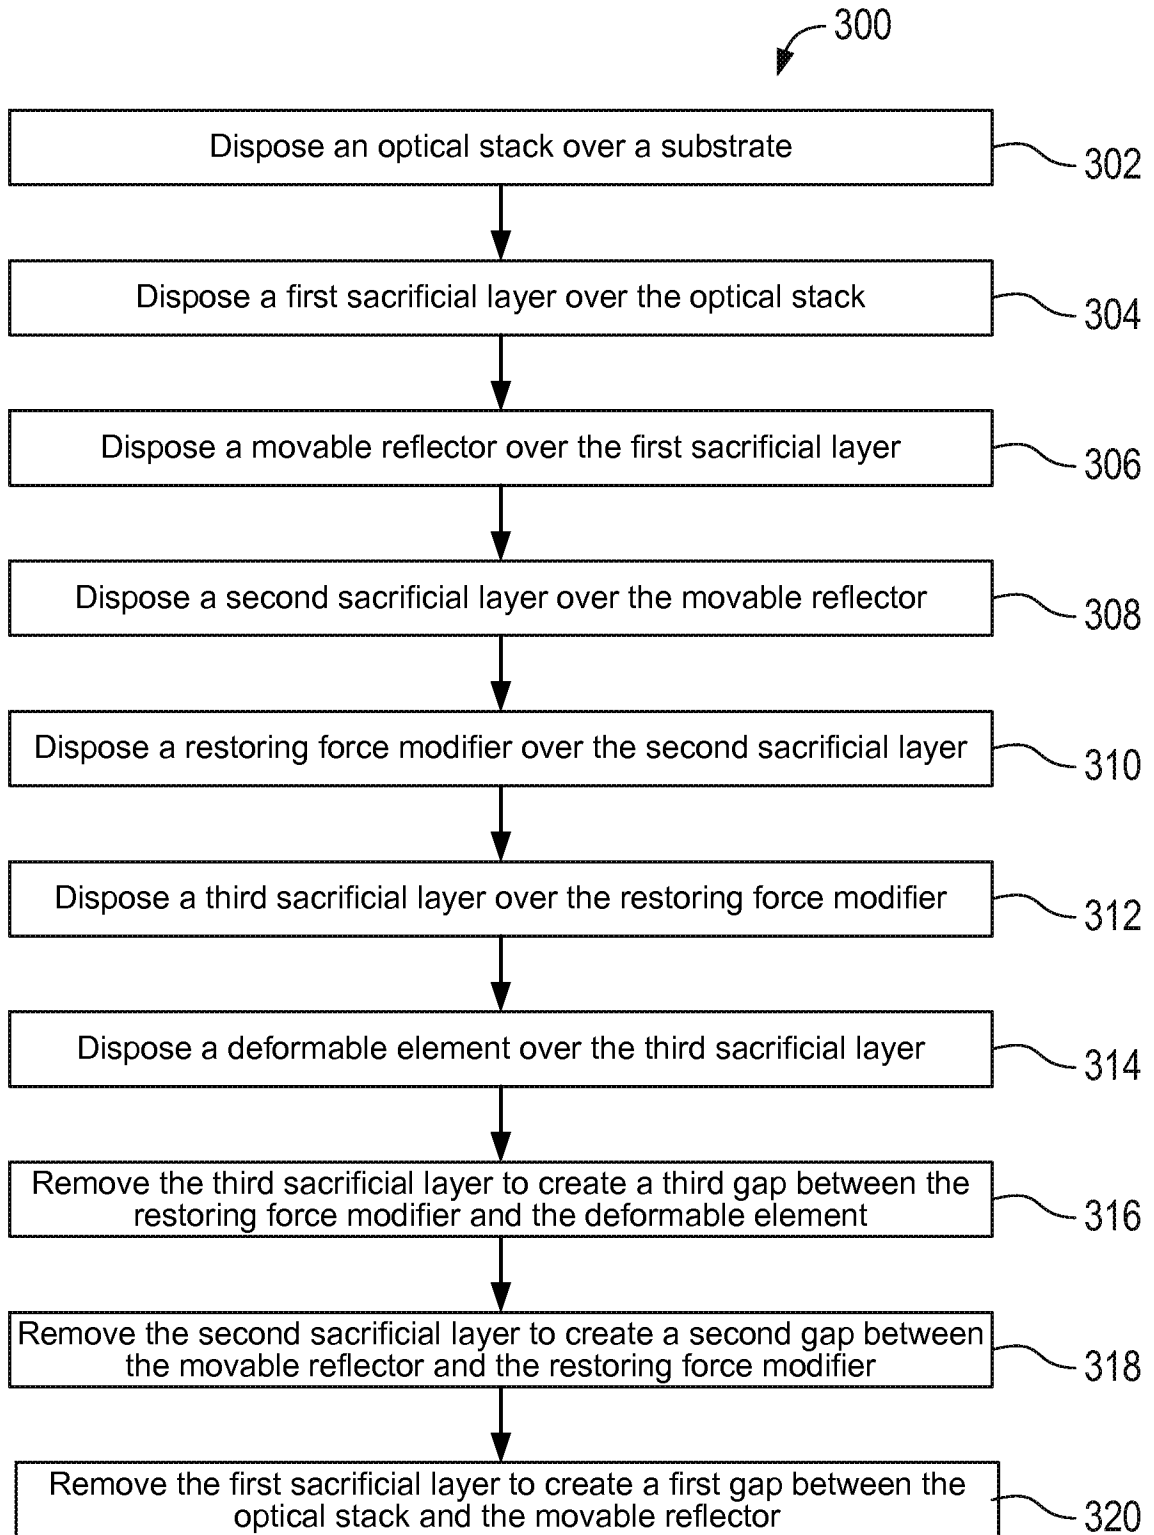 300
Dispose an optical stack over a substrate
302
Dispose a first sacrificial layer over the optical stack
304
Dispose a movable reflector over the first sacrificial layer
306
Dispose a second sacrificial layer over the movable reflector
308
Dispose a restoring force modifier over the second sacrificial layer
310
Dispose a third sacrificial layer over the restoring force modifier
312
Dispose a deformable element over the third sacrificial layer
314
Remove the third sacrificial layer to create a third gap between the
restoring force modifier and the deformable element
316
Remove the second sacrificial layer to create a second gap between
the movable reflector and the restoring force modifier
318
Remove the first sacrificial layer to create a first gap between the
optical stack and the movable reflector
320